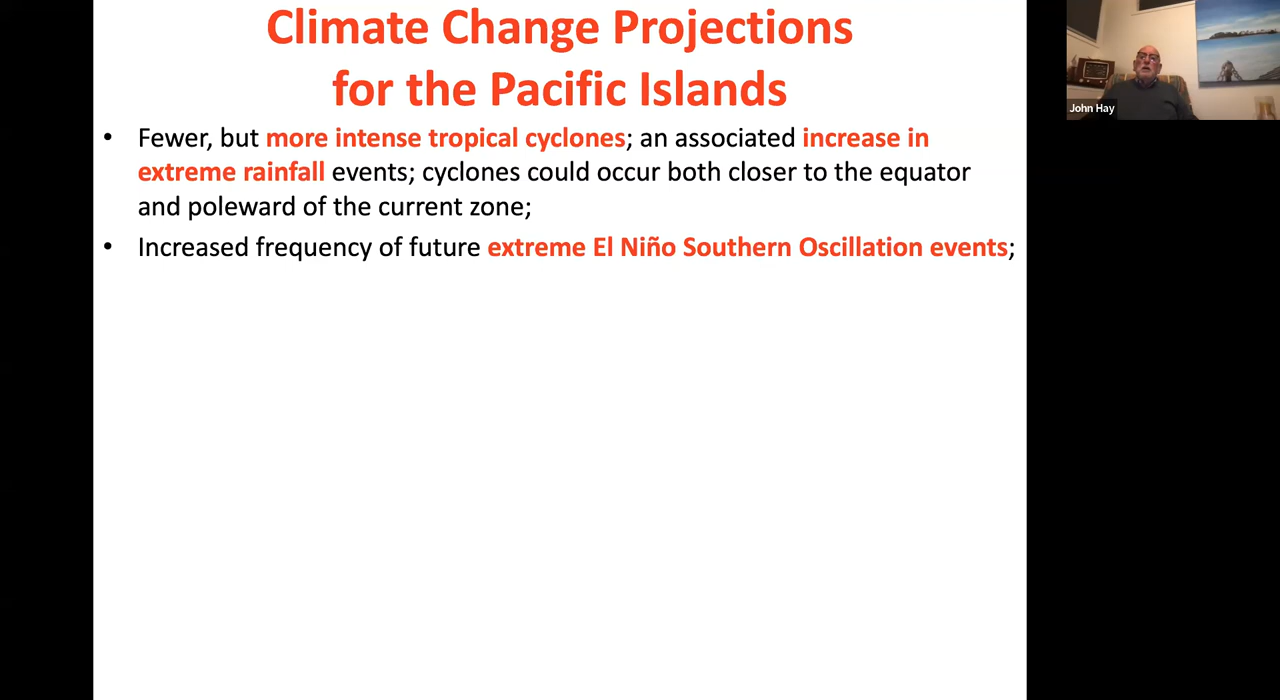 Climate Change Projections
for the Pacific Islands
• Fewer, but more intense tropical cyclones; an associated increase in
extreme rainfall events; cyclones could occur both closer to the equator
and poleward of the current zone;
• Increased frequency of future extreme El Niño Southern Oscillation events;
John Hay